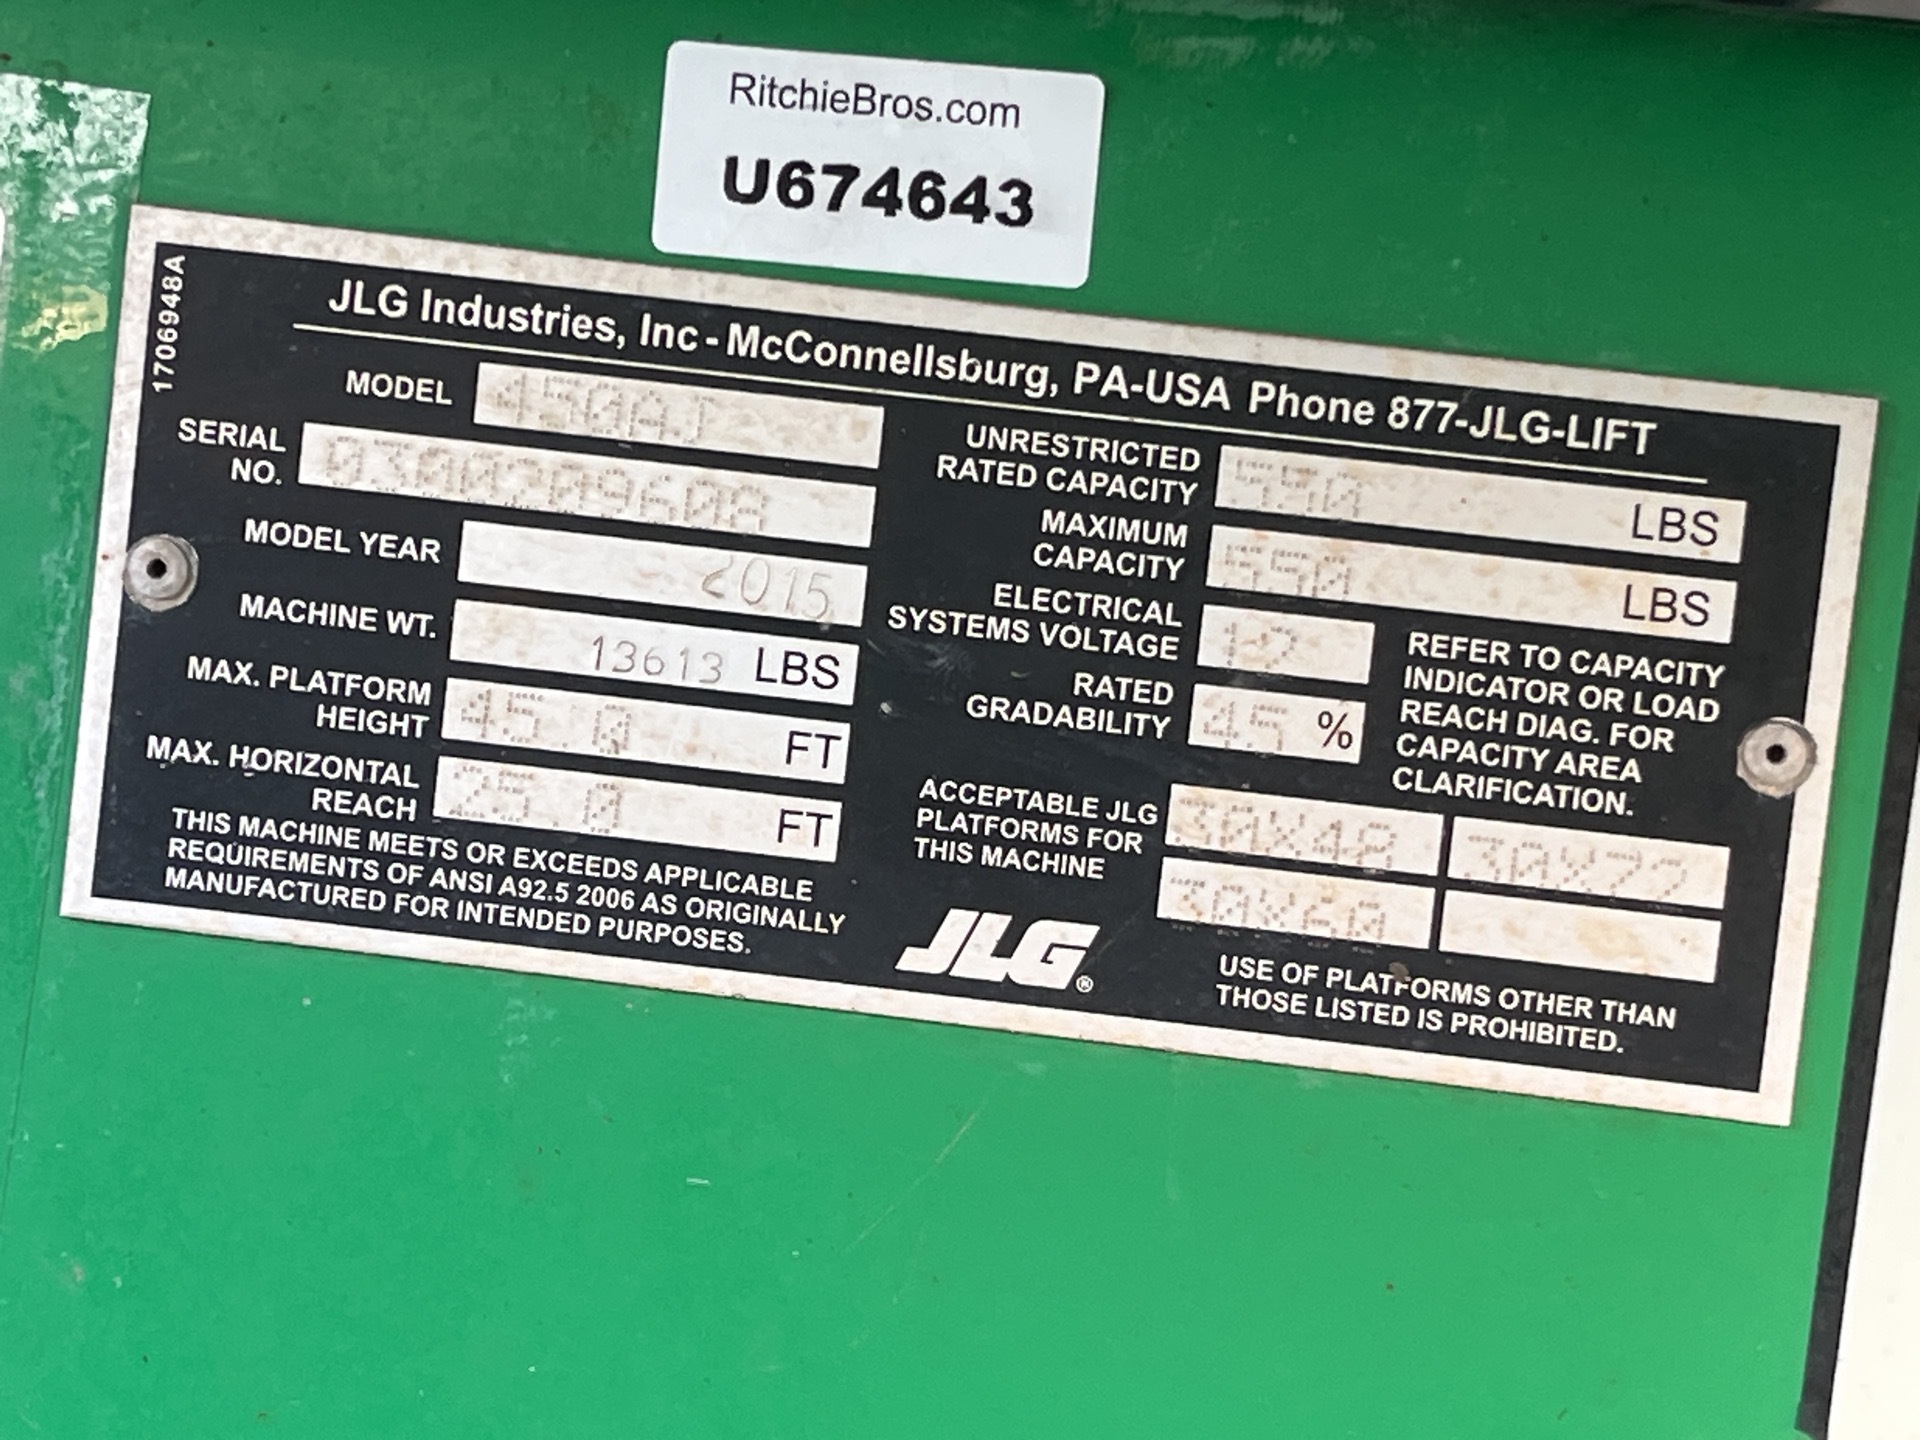 RitchieBros.com
U674643
1706948A
JLG Industries, Inc - McConnellsburg, PA-USA Phone 877-JLG-LIFT
MODEL 450AJ
SERIAL
NO. 0300209608
MODEL YEAR 2015
MACHINE WT. 13613 LBS
MAX. PLATFORM
HEIGHT 45.0 FT
MAX. HORIZONTAL
REACH 25.0 FT
THIS MACHINE MEETS OR EXCEEDS APPLICABLE
REQUIREMENTS OF ANSI A92.5 2006 AS ORIGINALLY
MANUFACTURED FOR INTENDED PURPOSES.
UNRESTRICTED
RATED CAPACITY 550 LBS
MAXIMUM
CAPACITY 550 LBS
ELECTRICAL
SYSTEMS VOLTAGE 12
RATED
GRADABILITY 45 %
REFER TO CAPACITY
INDICATOR OR LOAD
REACH DIAG. FOR
CAPACITY AREA
CLARIFICATION.
ACCEPTABLE JLG
PLATFORMS FOR
THIS MACHINE
30X48 30X72
30X60
JLG®
USE OF PLATFORMS OTHER THAN
THOSE LISTED IS PROHIBITED.